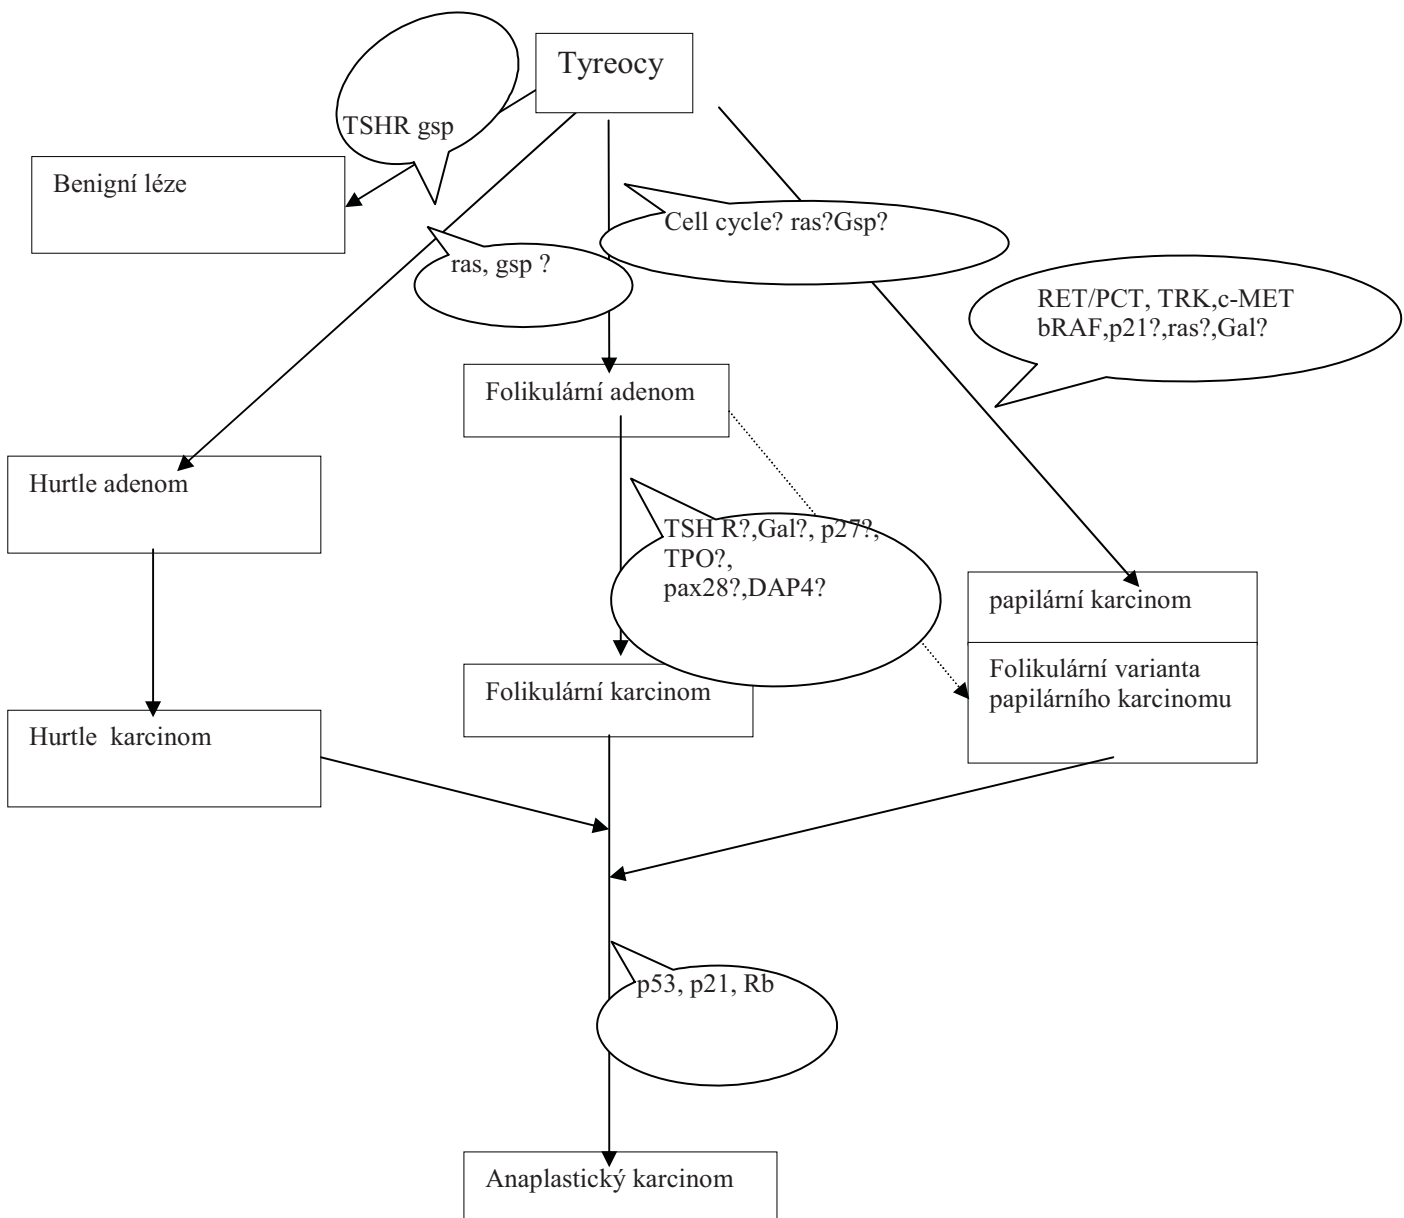 Tyreocy
TSHR gsp
Benigní léze
Cell cycle? ras?Gsp?
ras, gsp ?
RET/PCT, TRK,c-MET
bRAF,p21?,ras?,Gal?
Folikulární adenom
Hurtle adenom
TSH R?,Gal?, p27?,
TPO?,
pax28?,DAP4?
papilární karcinom
Folikulární varianta
papilárního karcinomu
Folikulární karcinom
Hurtle  karcinom
p53, p21, Rb
Anaplastický karcinom